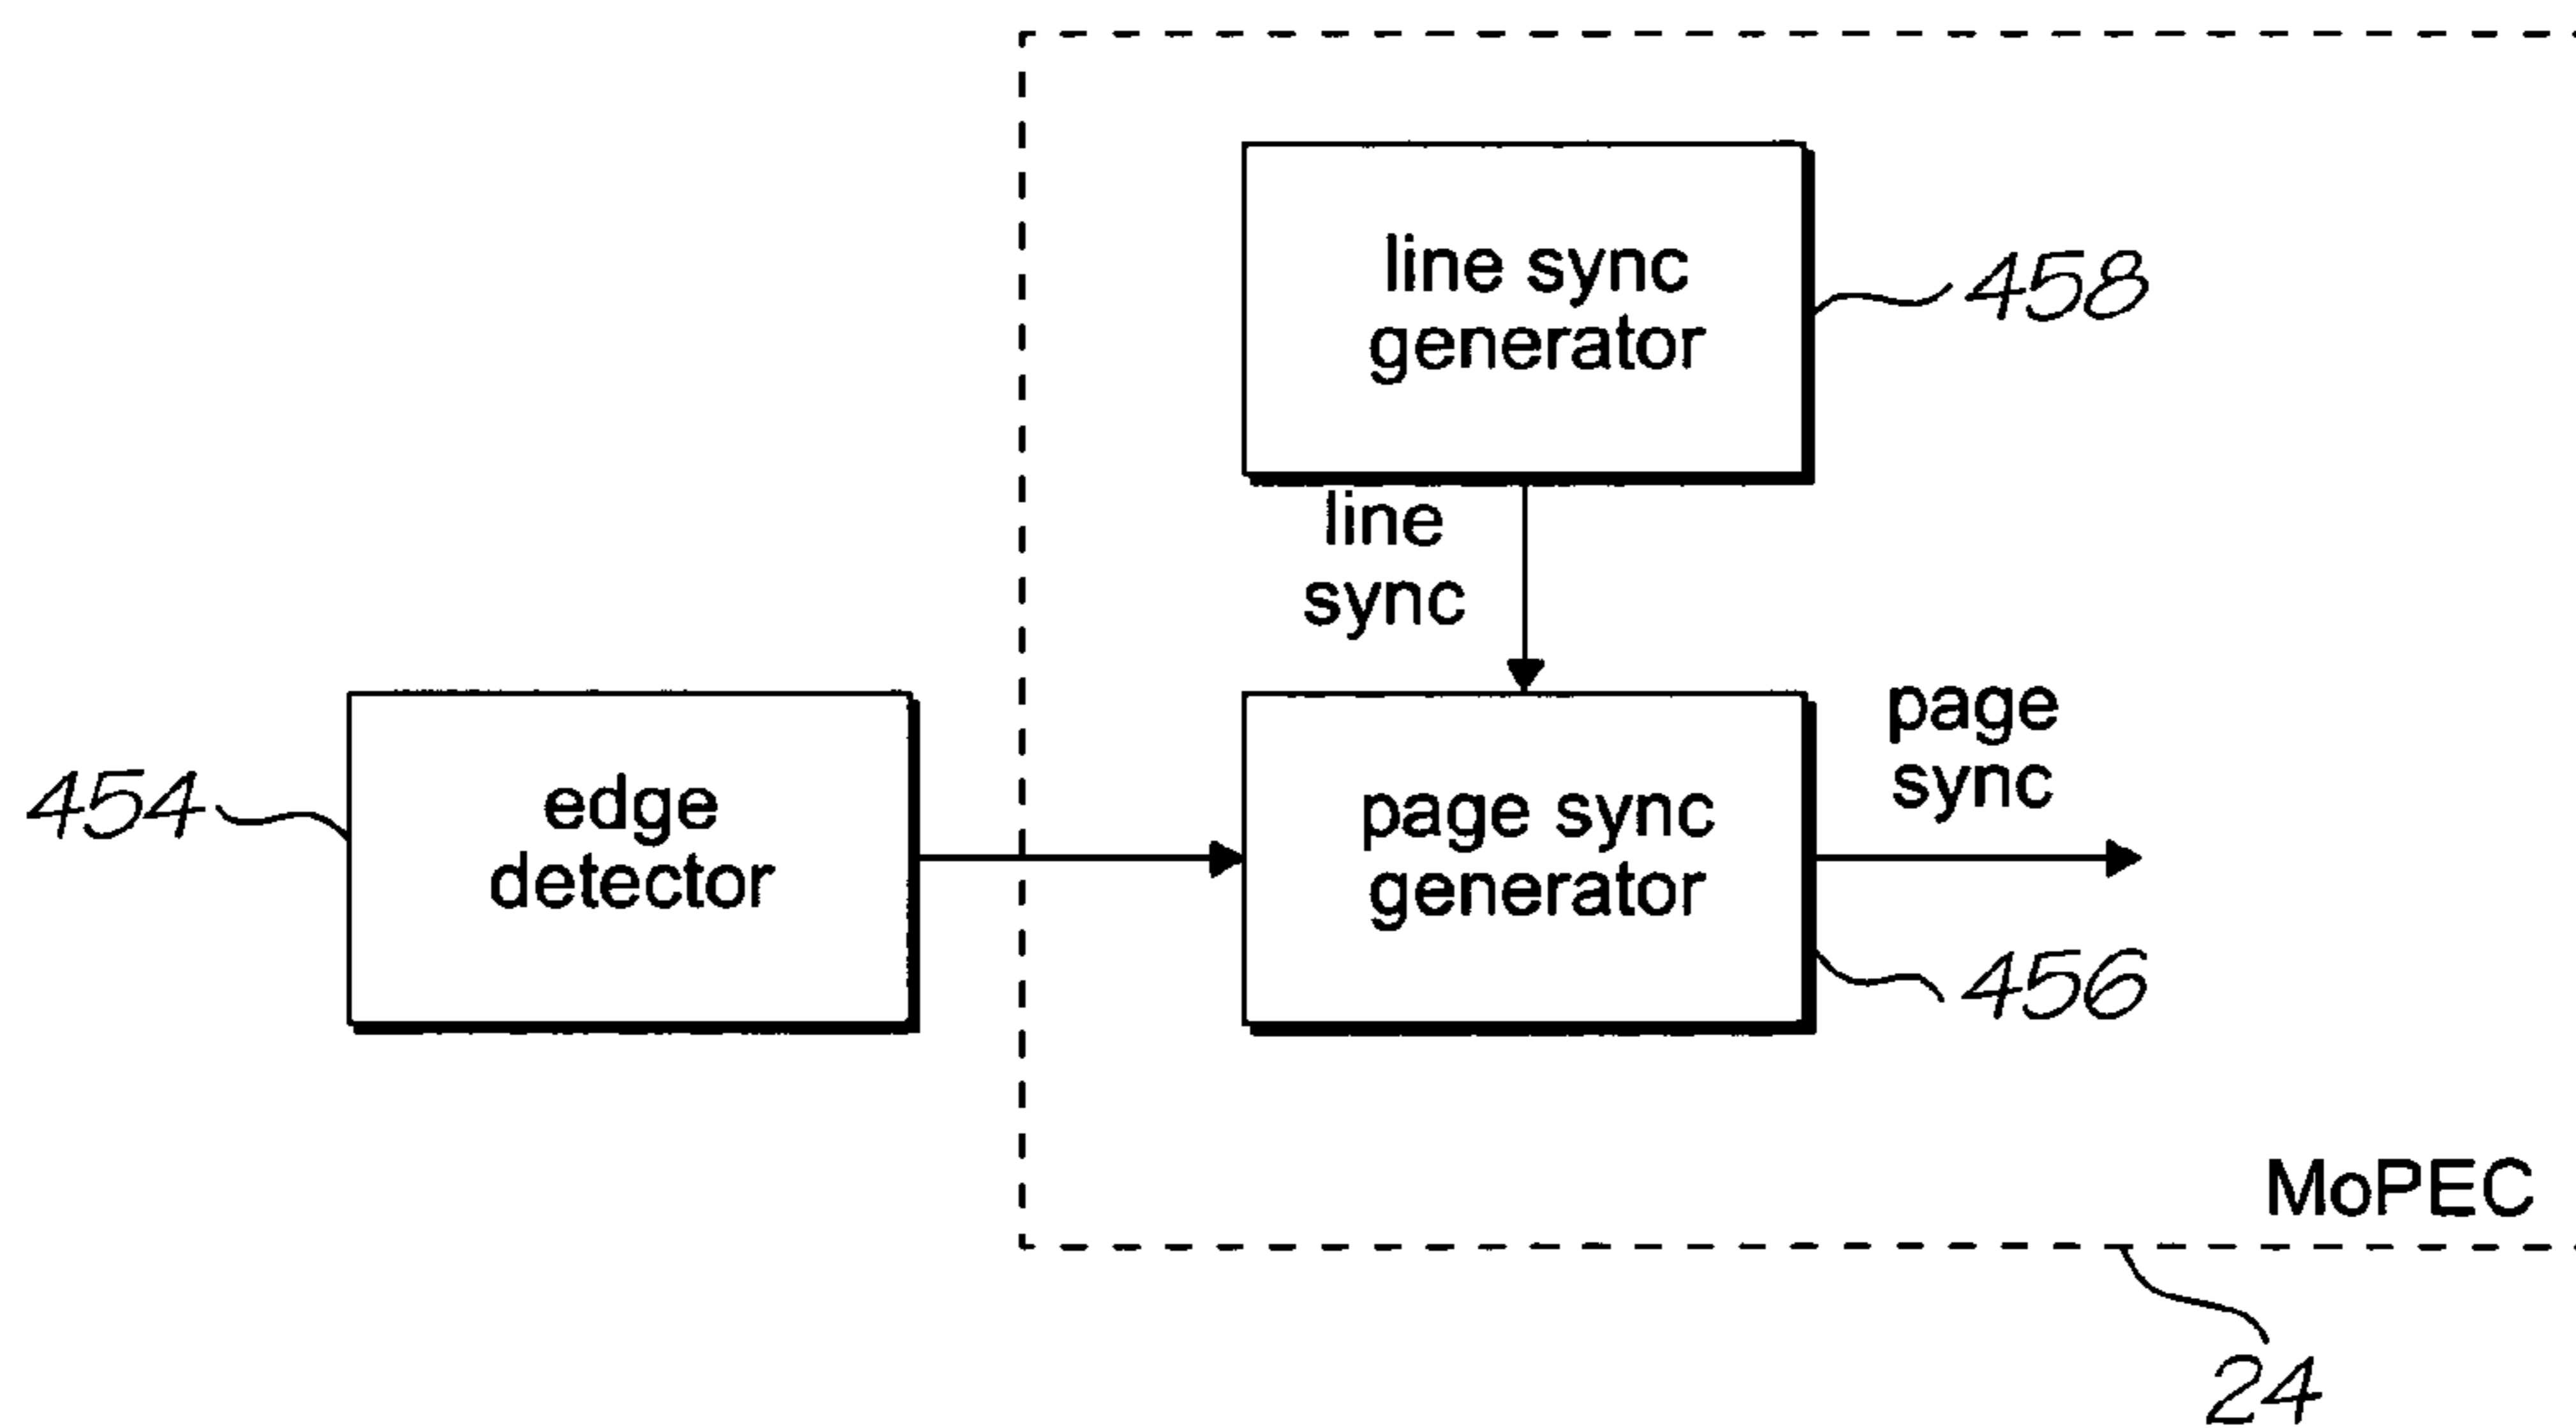 line sync
generator
458
line
sync
454
edge
detector
page sync
generator
page
sync
456
MoPEC
24